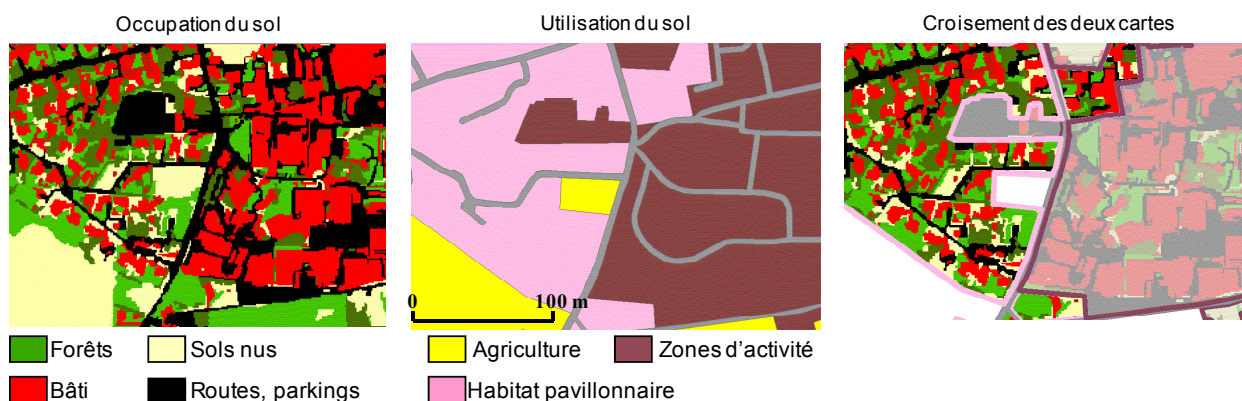 Occupation du sol
Utilisation du sol
Croisement des deux cartes
0 100 m
Forêts
Sols nus
Bâti
Routes, parkings
Agriculture
Zones d'activité
Habitat pavillonnaire